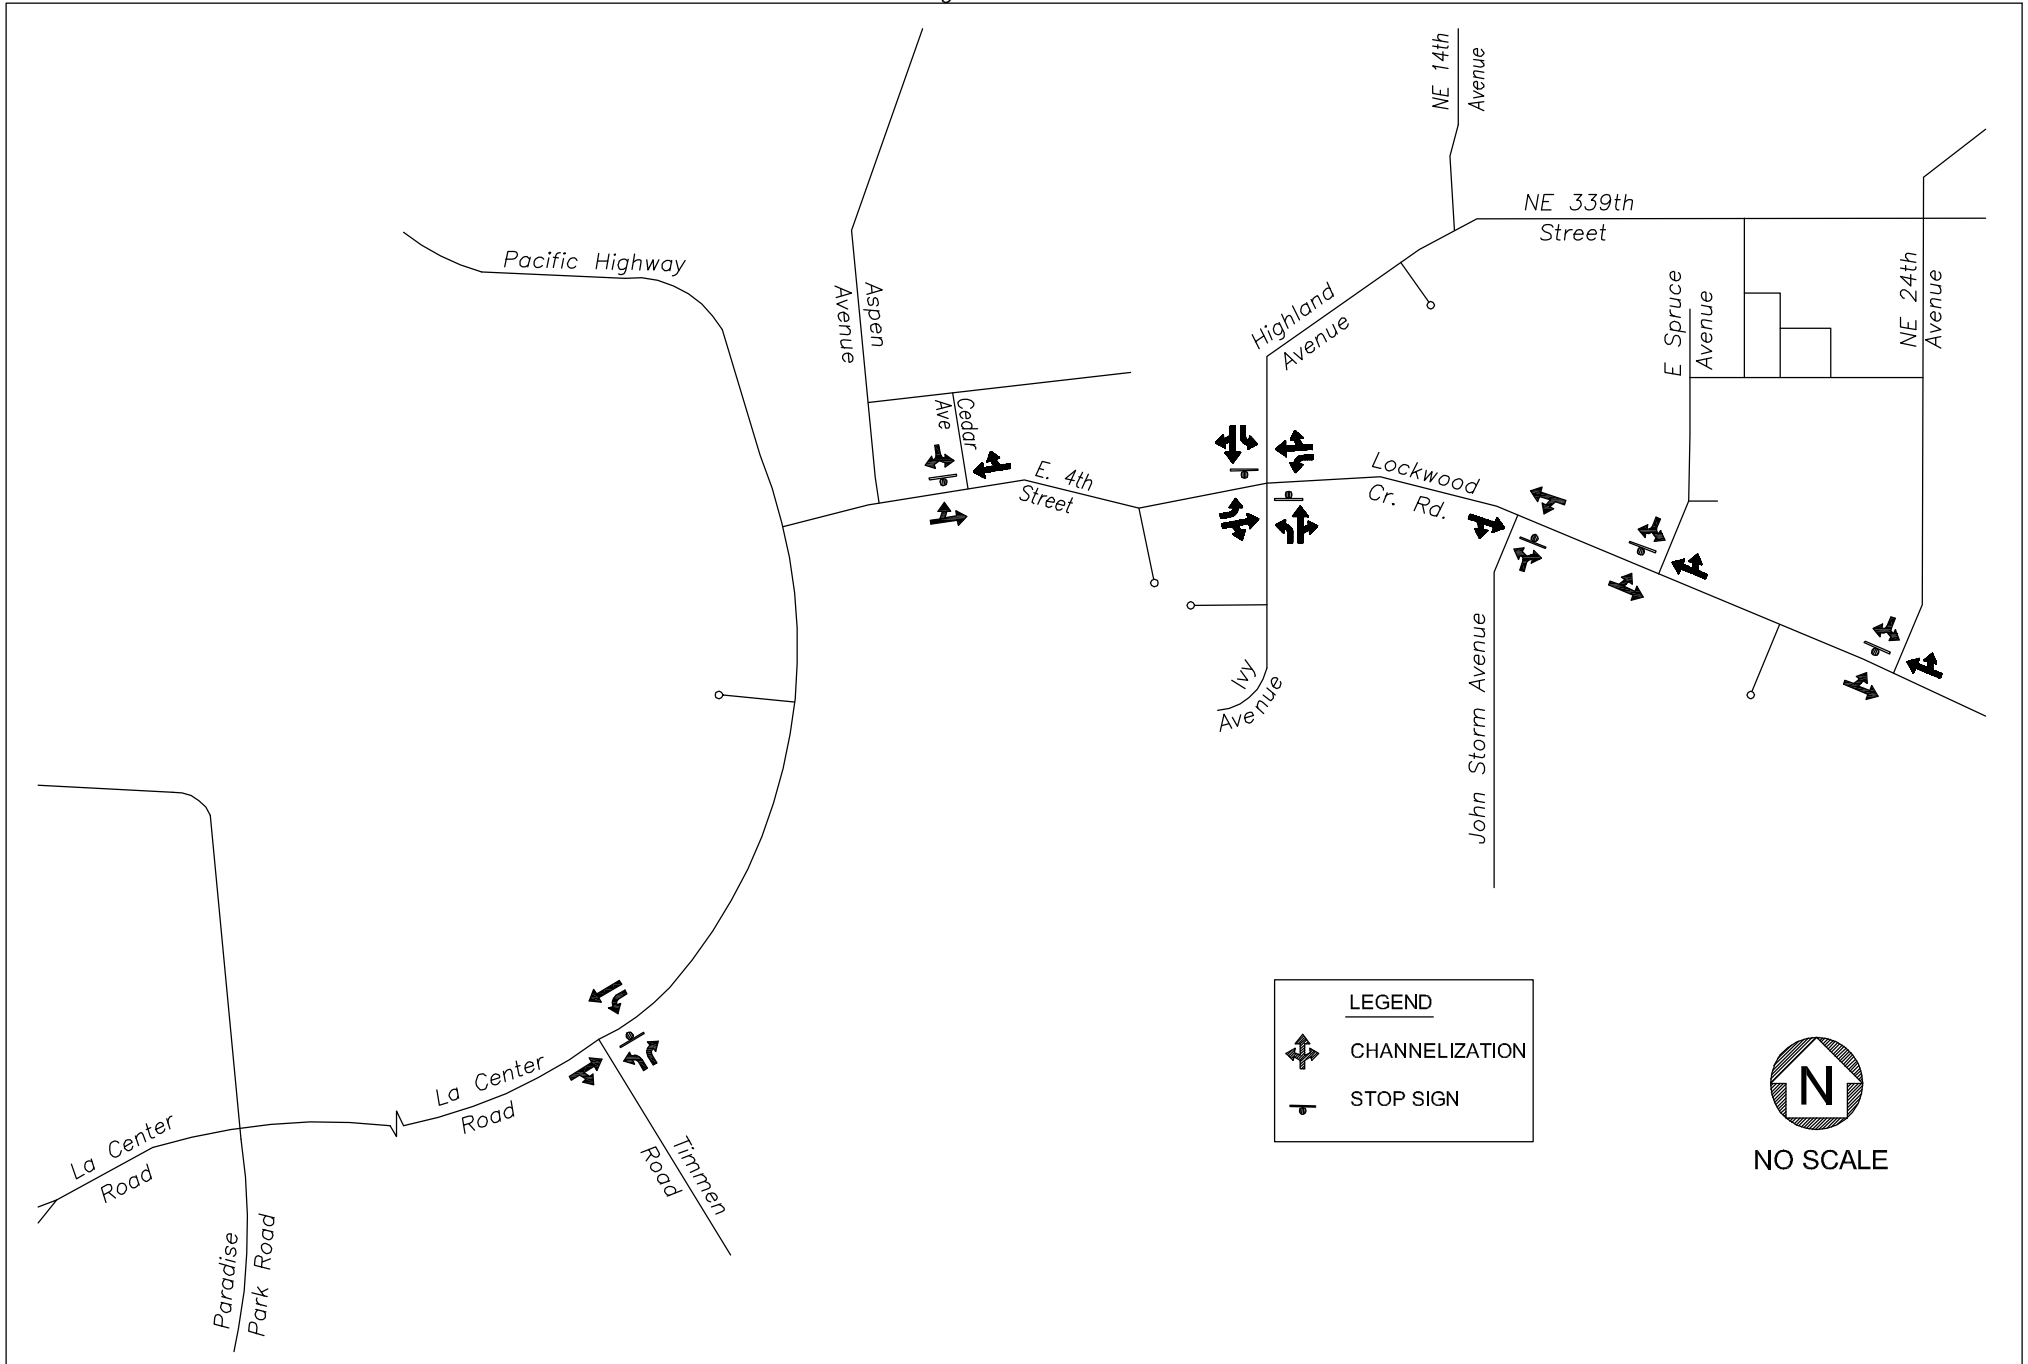 NE 14th
Avenue
NE 339th
Street
Pacific Highway
Aspen
Avenue
Highland
Avenue
E Spruce
Avenue
NE 24th
Avenue
Cedar
Ave
E. 4th
Street
Lockwood
Cr. Rd.
Ivy
Avenue
John Storm Avenue
La Center
Road
La Center
Road
Timmen
Road
Paradise
Park Road
LEGEND
CHANNELIZATION
STOP SIGN
N
NO SCALE